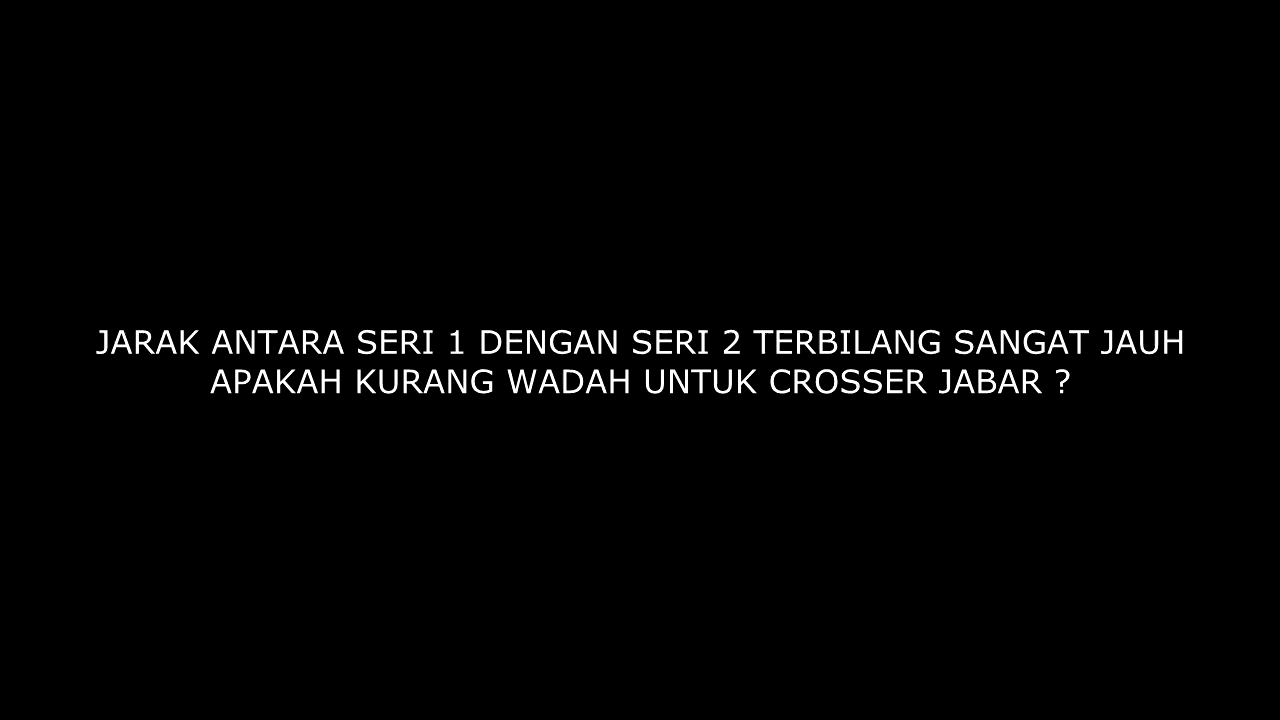 JARAK ANTARA SERI 1 DENGAN SERI 2 TERBILANG SANGAT JAUH
APAKAH KURANG WADAH UNTUK CROSSER JABAR ?